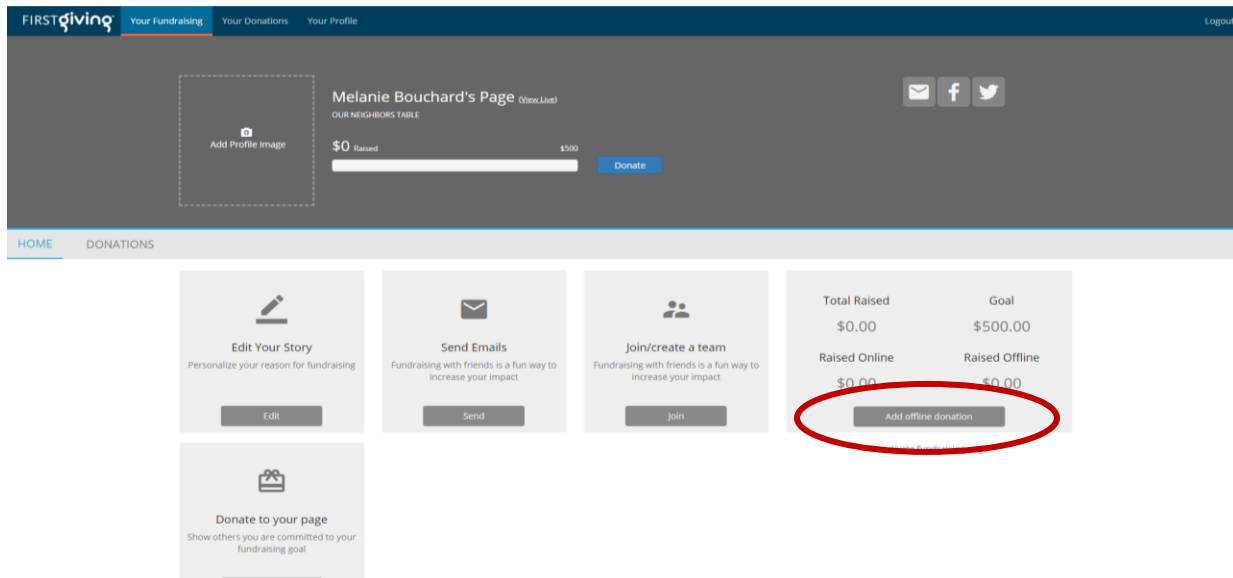 FIRSTgiving Your Fundraising Your Donations Your Profile Logout
Melanie Bouchard's Page (View Live)
OUR NEIGHBORS TABLE
Add Profile Image
$0 Raised $500
Donate
HOME DONATIONS
Edit Your Story
Personalize your reason for fundraising
Edit
Send Emails
Fundraising with friends is a fun way to
increase your impact
Send
Join/create a team
Fundraising with friends is a fun way to
increase your impact
Join
Total Raised Goal
$0.00 $500.00
Raised Online Raised Offline
$0.00 $0.00
Add offline donation
Donate to your page
Show others you are committed to your
fundraising goal